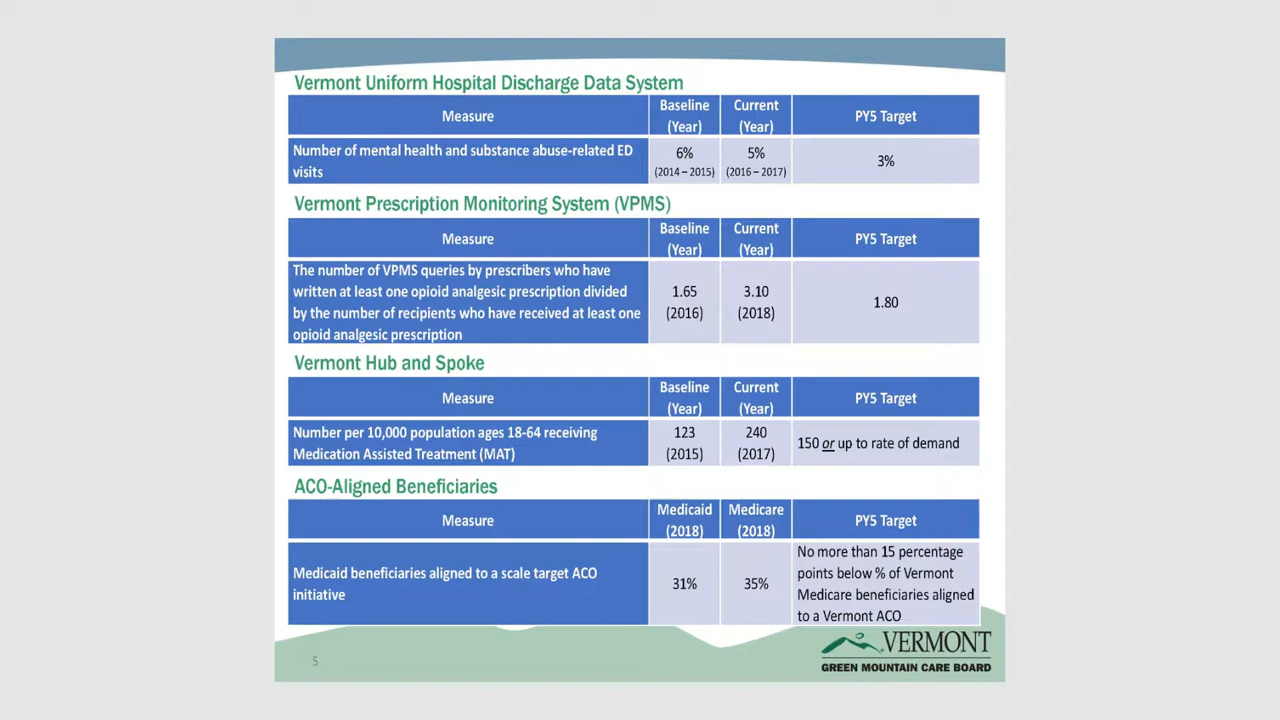 Vermont Uniform Hospital Discharge Data System
Measure
Baseline
(Year)
Current
(Year)
PY5 Target
Number of mental health and substance abuse-related ED
visits
6%
(2014 – 2015)
5%
(2016 – 2017)
3%
Vermont Prescription Monitoring System (VPMS)
Measure
Baseline
(Year)
Current
(Year)
PY5 Target
The number of VPMS queries by prescribers who have
written at least one opioid analgesic prescription divided
by the number of recipients who have received at least one
opioid analgesic prescription
1.65
(2016)
3.10
(2018)
1.80
Vermont Hub and Spoke
Measure
Baseline
(Year)
Current
(Year)
PY5 Target
Number per 10,000 population ages 18-64 receiving
Medication Assisted Treatment (MAT)
123
(2015)
240
(2017)
150 or up to rate of demand
ACO-Aligned Beneficiaries
Measure
Medicaid
(2018)
Medicare
(2018)
PY5 Target
Medicaid beneficiaries aligned to a scale target ACO
initiative
31%
35%
No more than 15 percentage
points below % of Vermont
Medicare beneficiaries aligned
to a Vermont ACO
5
VERMONT
GREEN MOUNTAIN CARE BOARD